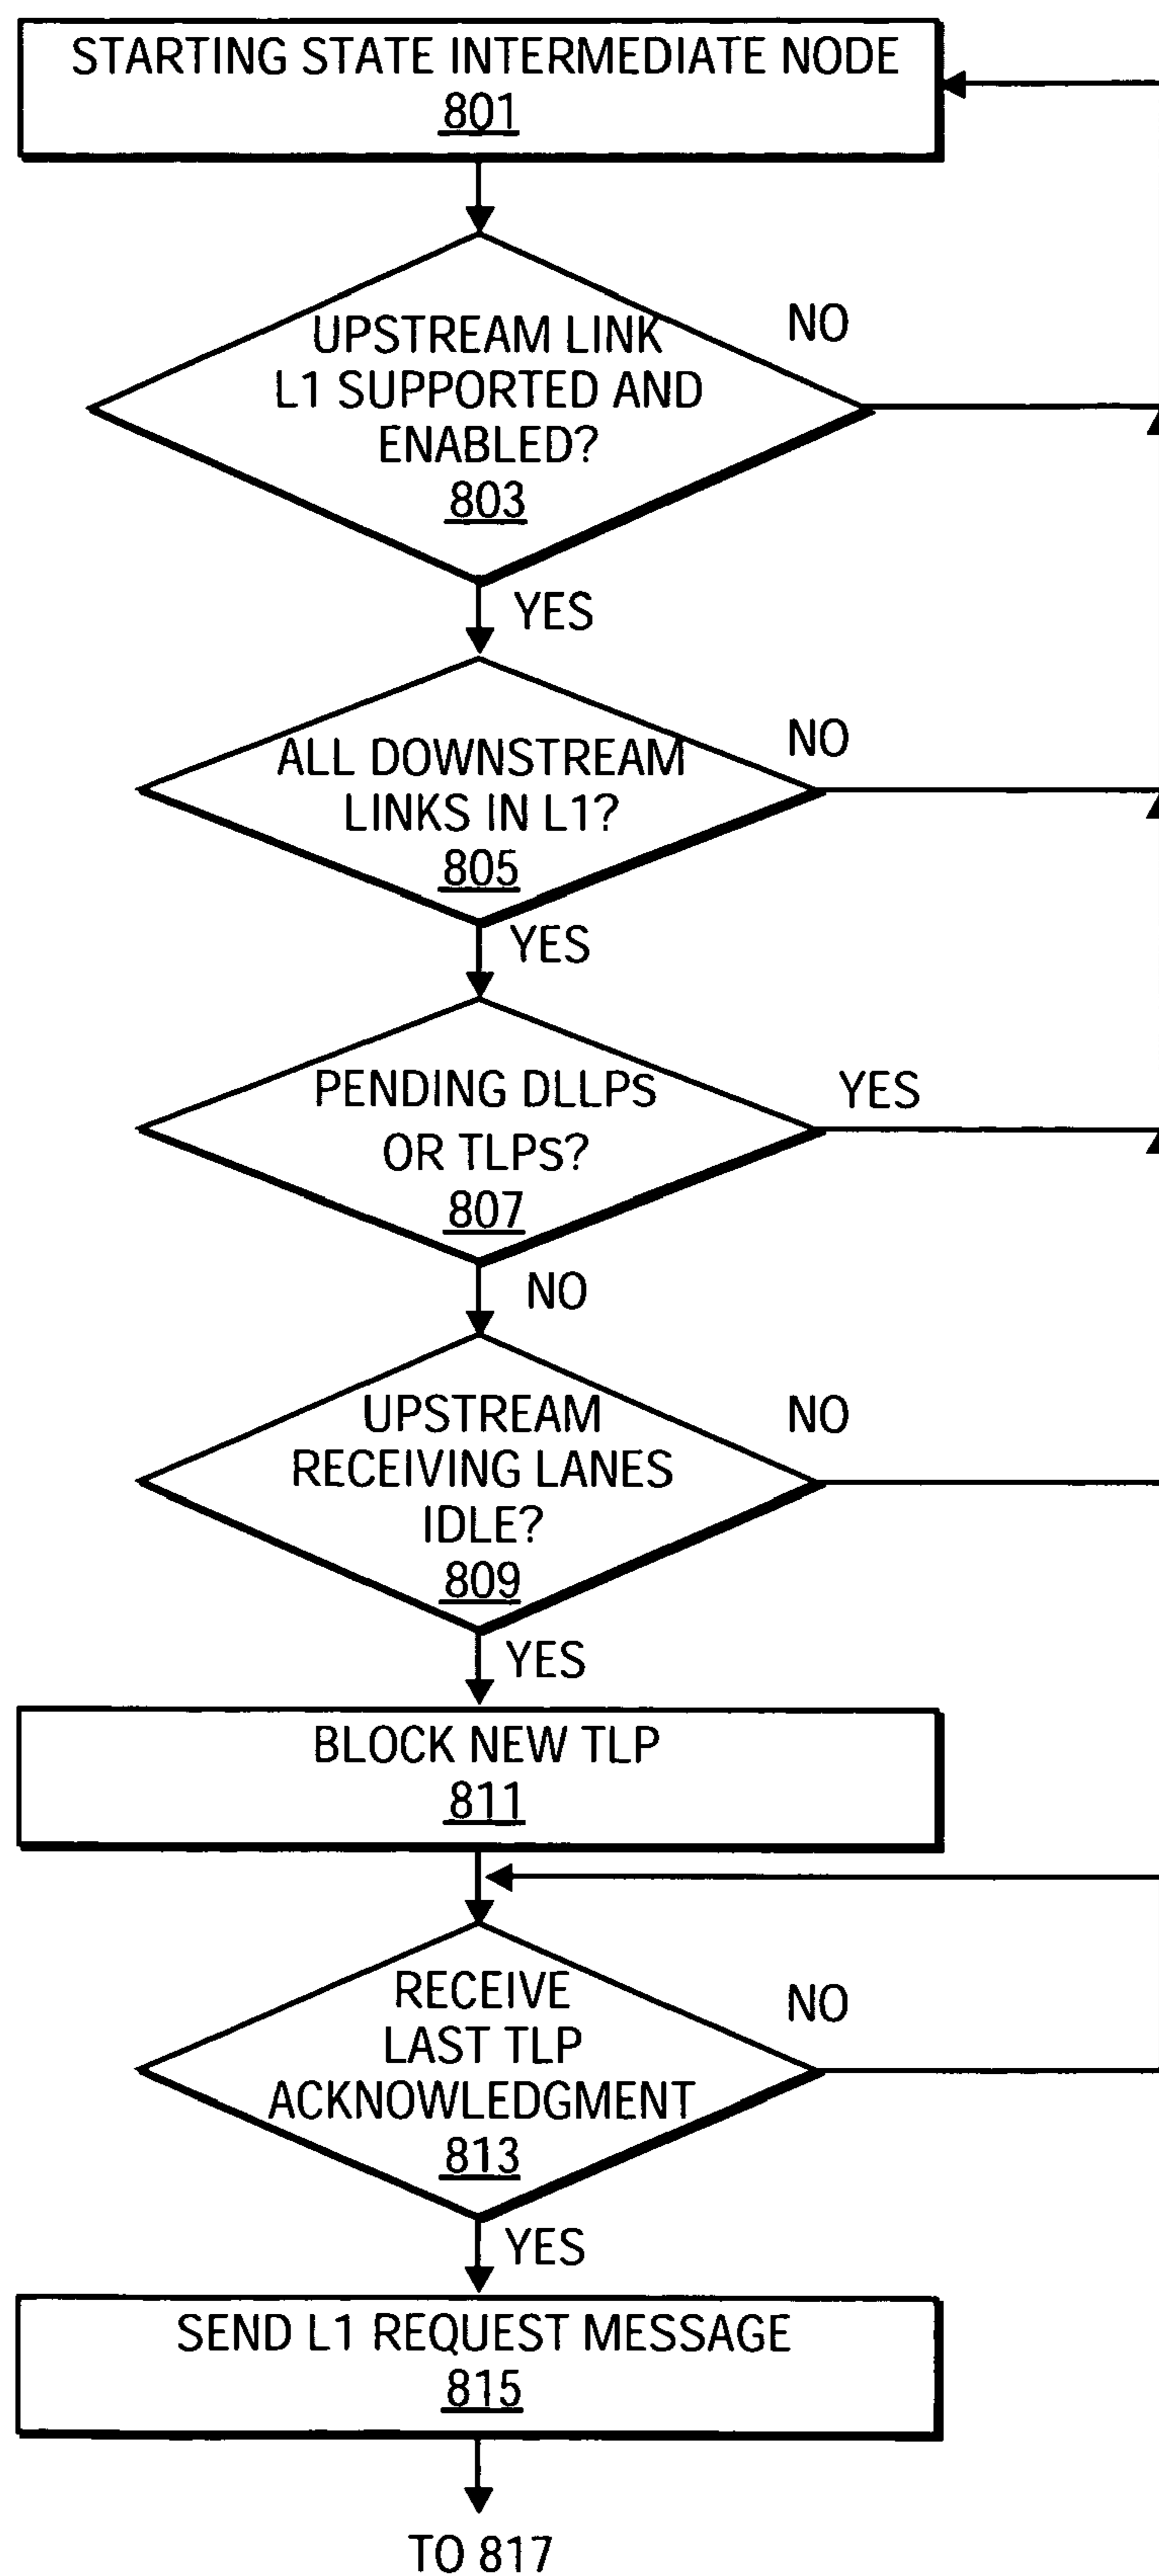 STARTING STATE INTERMEDIATE NODE
801
UPSTREAM LINK
L1 SUPPORTED AND
ENABLED?
803
NO
YES
ALL DOWNSTREAM
LINKS IN L1?
805
NO
YES
PENDING DLLPS
OR TLPS?
807
YES
NO
UPSTREAM
RECEIVING LANES
IDLE?
809
NO
YES
BLOCK NEW TLP
811
RECEIVE
LAST TLP
ACKNOWLEDGMENT
813
NO
YES
SEND L1 REQUEST MESSAGE
815
TO 817